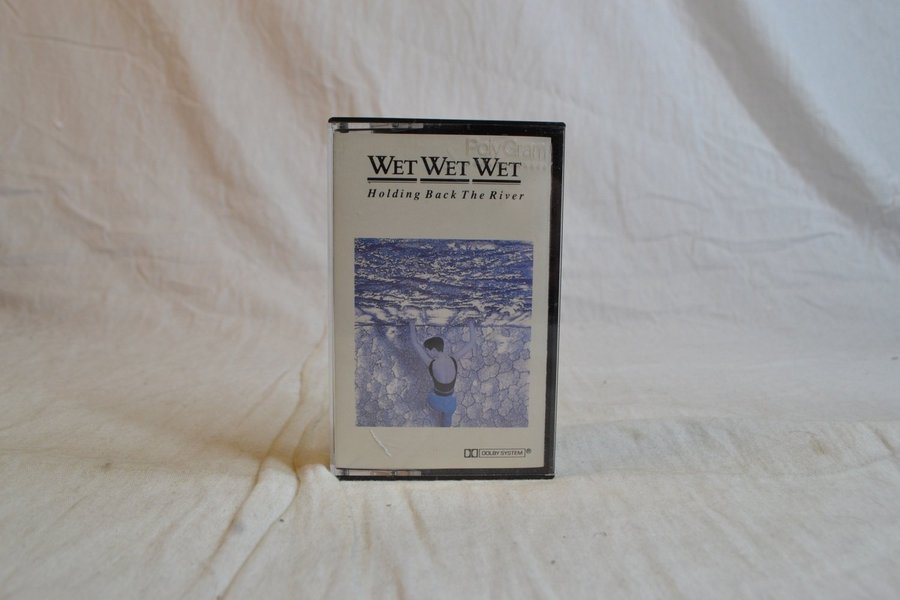 PolyGram
WET WET WET
Holding Back The River
DOLBY SYSTEM ®